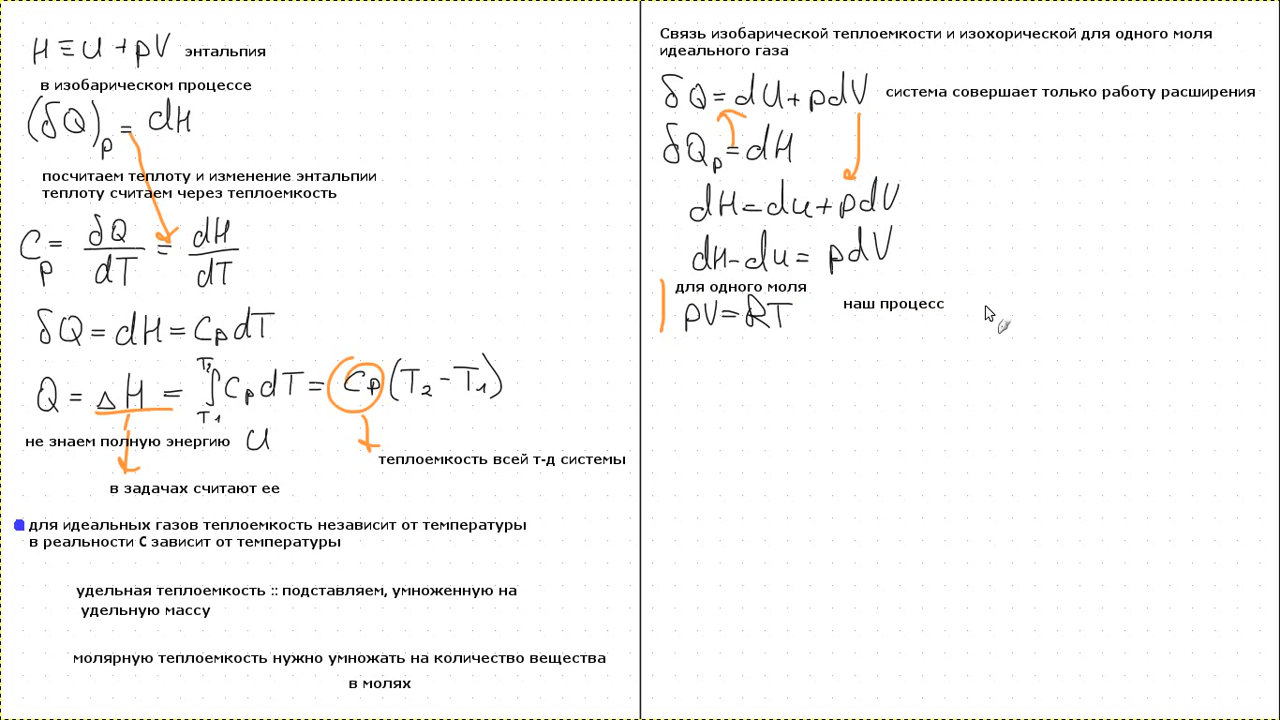 H ≡ U + pV энтальпия
в изобарическом процессе
(δQ)p = dH
посчитаем теплоту и изменение энтальпии
теплоту считаем через теплоемкость
Cp = δQ/dT = dH/dT
δQ = dH = CpdT
Q = ΔH = ∫T1T2 CpdT = Cp(T2 - T1)
не знаем полную энергию U
теплоемкость всей т-д системы
в задачах считают ее
для идеальных газов теплоемкость независит от температуры
в реальности С зависит от температуры
удельная теплоемкость :: подставляем, умноженную на
удельную массу
молярную теплоемкость нужно умножать на количество вещества
в молях
Связь изобарической теплоемкости и изохорической для одного моля
идеального газа
δQ = dU + pdV система совершает только работу расширения
δQp = dH
dH = dU + pdV
dH - dU = pdV
для одного моля
pV = RT наш процесс